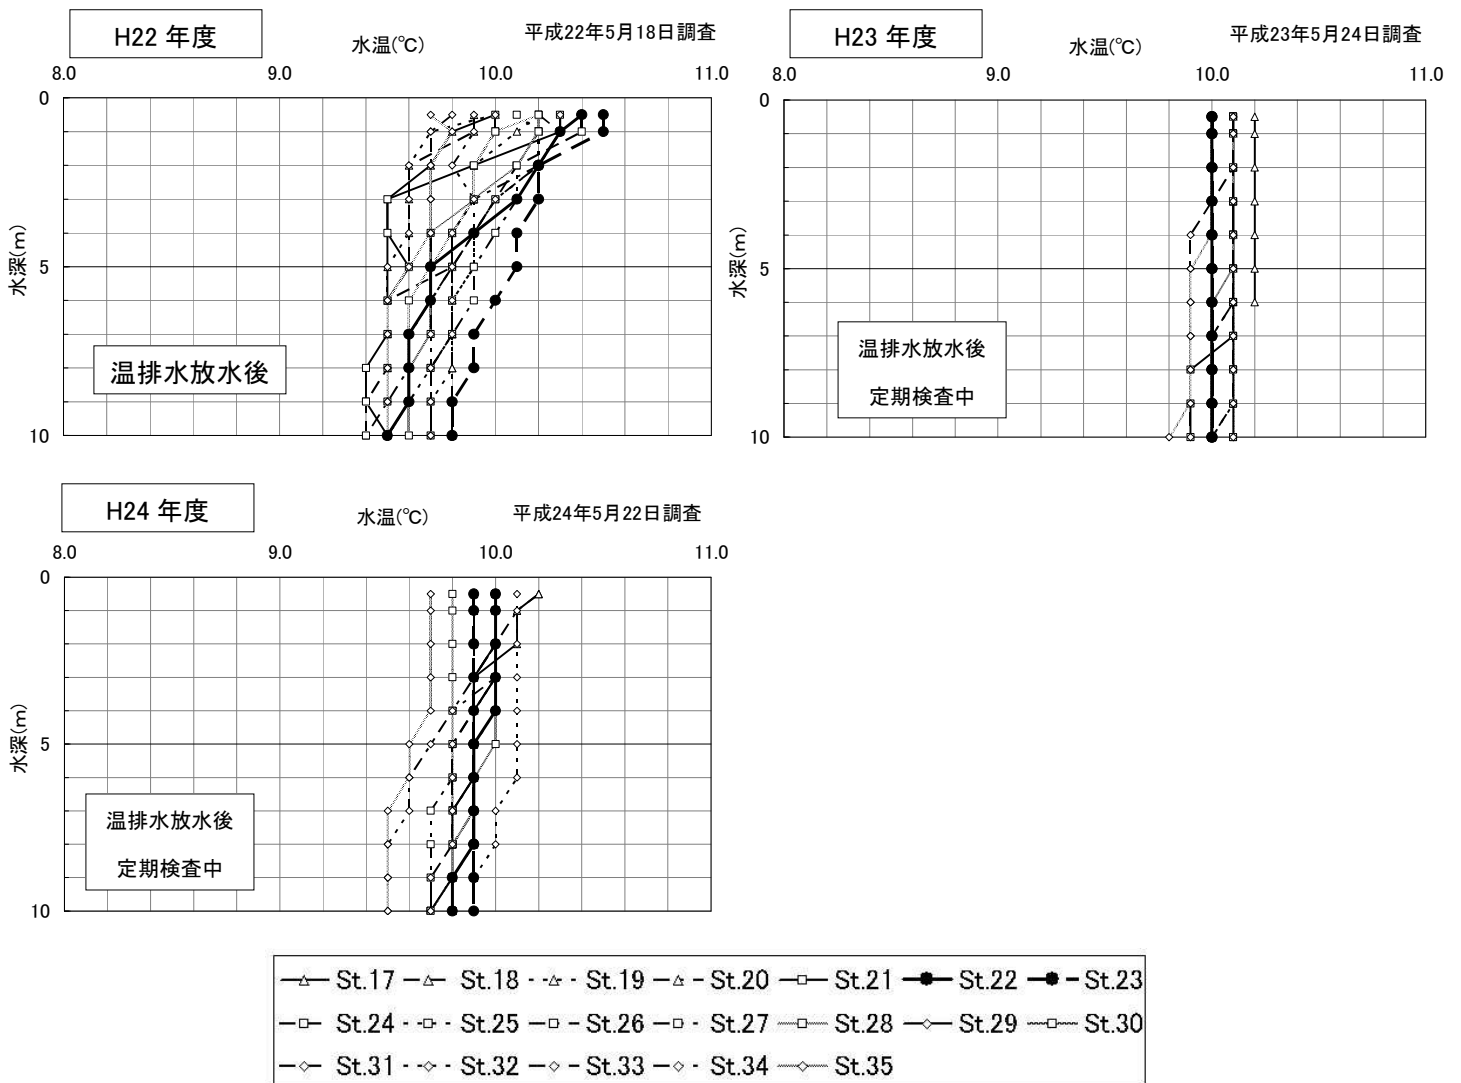 H22 年度
水温(℃)
平成22年5月18日調査
8.0 9.0 10.0 11.0
0
5
10
水深(m)
温排水放水後
H23 年度
水温(℃)
平成23年5月24日調査
8.0 9.0 10.0 11.0
0
5
10
水深(m)
温排水放水後
定期検査中
H24 年度
水温(℃)
平成24年5月22日調査
8.0 9.0 10.0 11.0
0
5
10
水深(m)
温排水放水後
定期検査中
St.17 St.18 St.19 St.20 St.21 St.22 St.23
St.24 St.25 St.26 St.27 St.28 St.29 St.30
St.31 St.32 St.33 St.34 St.35